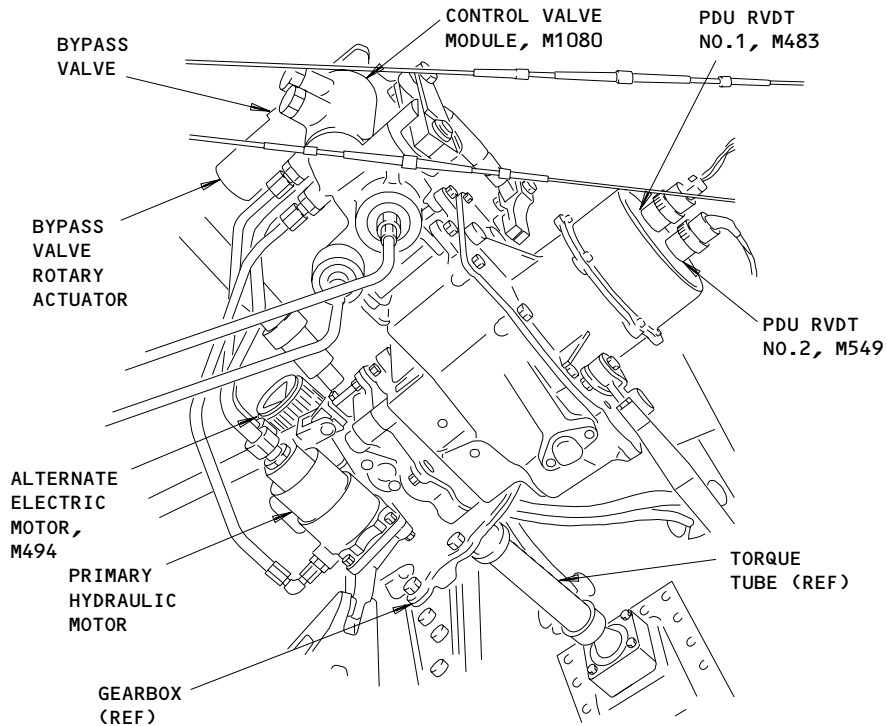 CONTROL VALVE
MODULE, M1080
PDU RVDT
NO.1, M483
BYPASS
VALVE
BYPASS
VALVE
ROTARY
ACTUATOR
PDU RVDT
NO.2, M549
ALTERNATE
ELECTRIC
MOTOR,
M494
PRIMARY
HYDRAULIC
MOTOR
TORQUE
TUBE (REF)
GEARBOX
(REF)